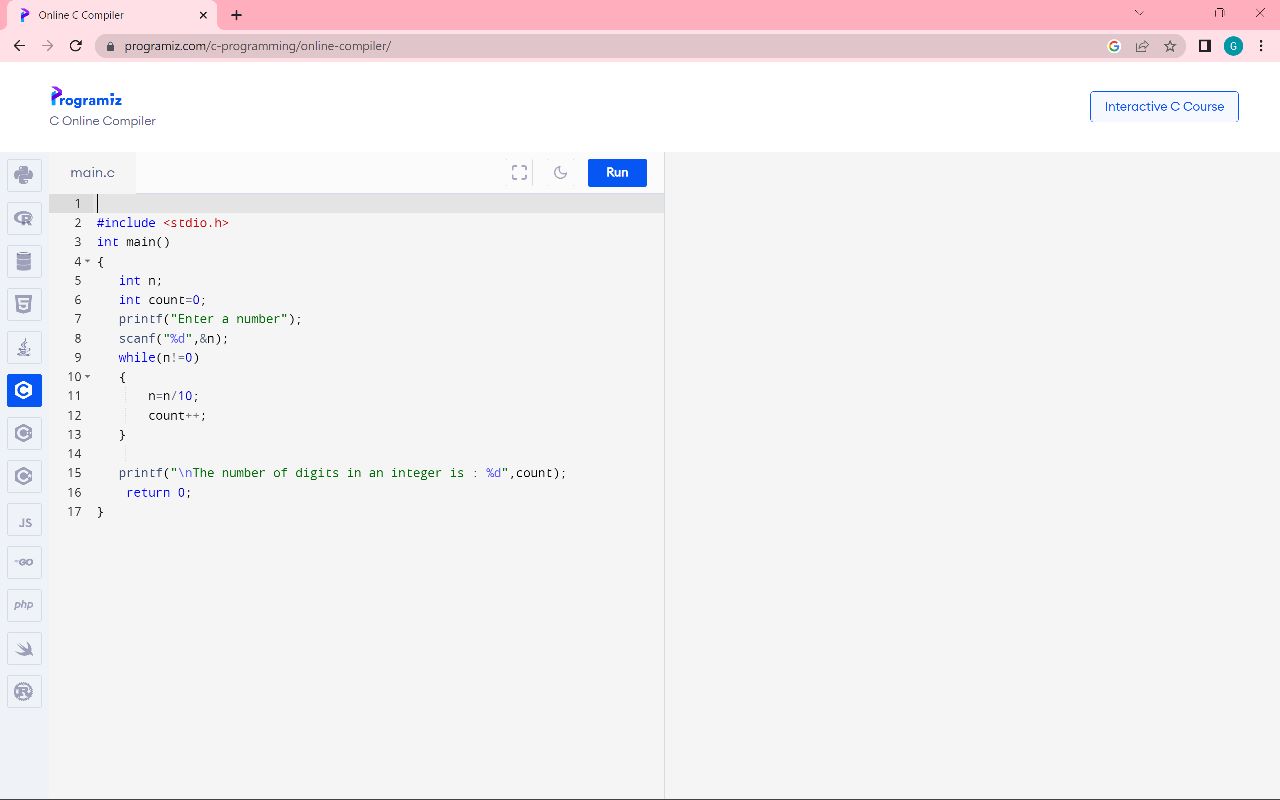 Online C Compiler
programiz.com/c-programming/online-compiler/
G
Programiz
C Online Compiler
Interactive C Course
main.c
Run
1
2 #include <stdio.h>
3 int main()
4 {
5 int n;
6 int count=0;
7 printf("Enter a number");
8 scanf("%d",&n);
9 while(n!=0)
10 {
11 n=n/10;
12 count++;
13 }
14
15 printf("\nThe number of digits in an integer is : %d",count);
16 return 0;
17 }
JS
GO
php